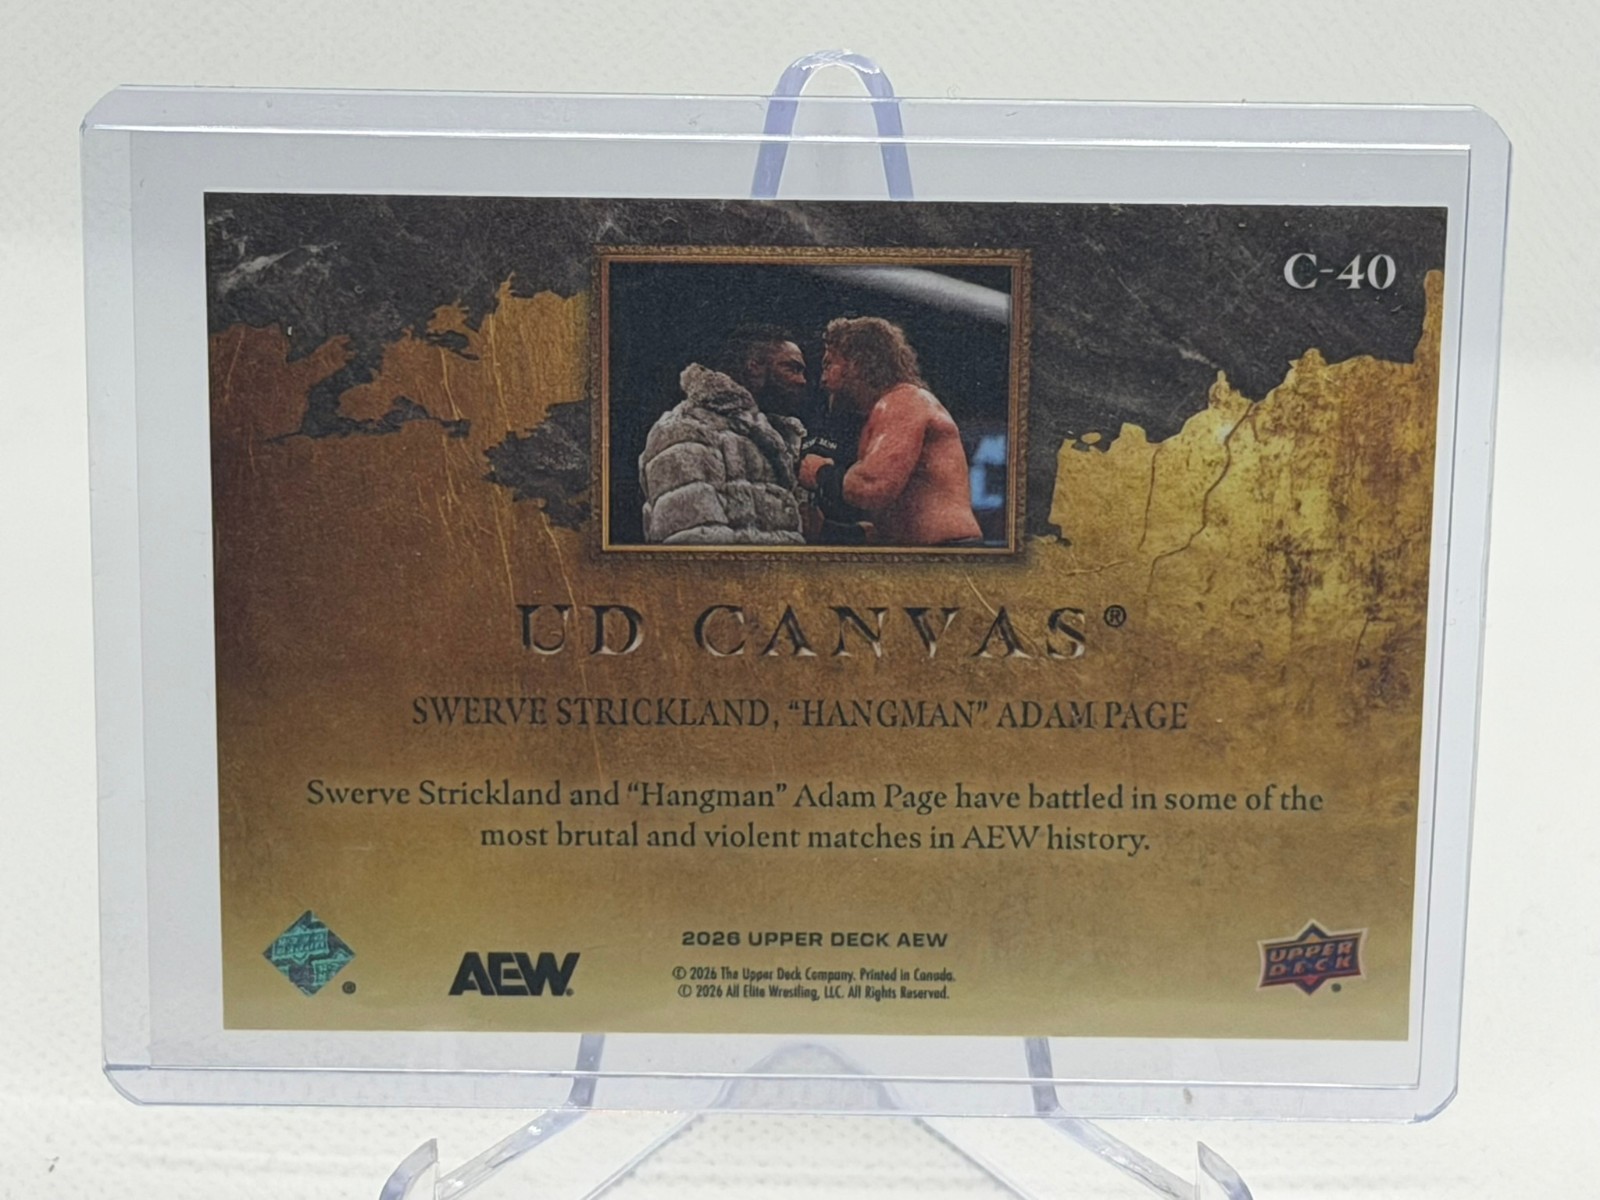 C-40
UD CANVAS®
SWERVE STRICKLAND, “HANGMAN” ADAM PAGE
Swerve Strickland and “Hangman” Adam Page have battled in some of the
most brutal and violent matches in AEW history.
2026 UPPER DECK AEW
AEW
© 2026 The Upper Deck Company. Printed in Canada.
© 2026 All Elite Wrestling, LLC. All Rights Reserved.
UPPER
DECK